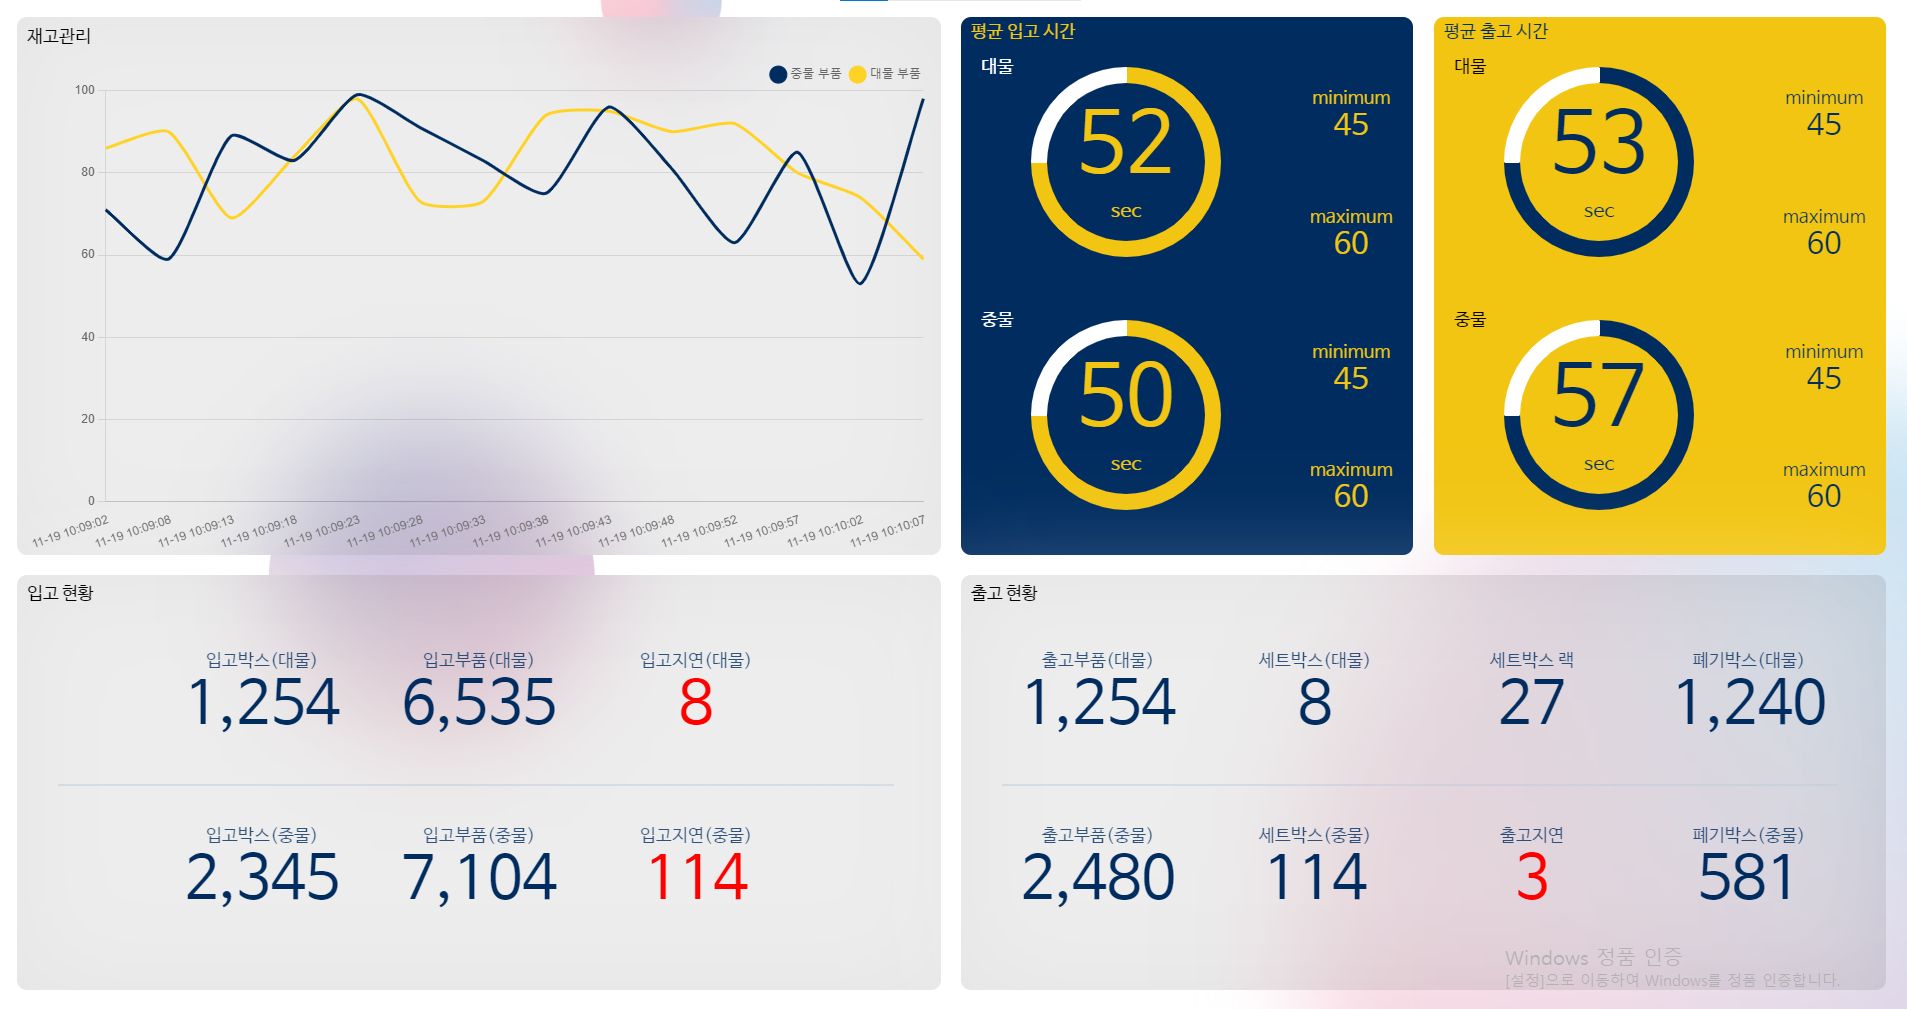 재고관리
중물 부품 대물 부품
100
80
60
40
20
0
11-19 10:09:02
11-19 10:09:08
11-19 10:09:13
11-19 10:09:18
11-19 10:09:23
11-19 10:09:28
11-19 10:09:33
11-19 10:09:38
11-19 10:09:43
11-19 10:09:48
11-19 10:09:52
11-19 10:09:57
11-19 10:10:02
11-19 10:10:07
평균 입고 시간
대물
52
sec
minimum
45
maximum
60
중물
50
sec
minimum
45
maximum
60
평균 출고 시간
대물
53
sec
minimum
45
maximum
60
중물
57
sec
minimum
45
maximum
60
입고 현황
입고박스(대물) 입고부품(대물) 입고지연(대물)
1,254 6,535 8
입고박스(중물) 입고부품(중물) 입고지연(중물)
2,345 7,104 114
출고 현황
출고부품(대물) 세트박스(대물) 세트박스 랙 폐기박스(대물)
1,254 8 27 1,240
출고부품(중물) 세트박스(중물) 출고지연 폐기박스(중물)
2,480 114 3 581
Windows 정품 인증
[설정]으로 이동하여 Windows를 정품 인증합니다.